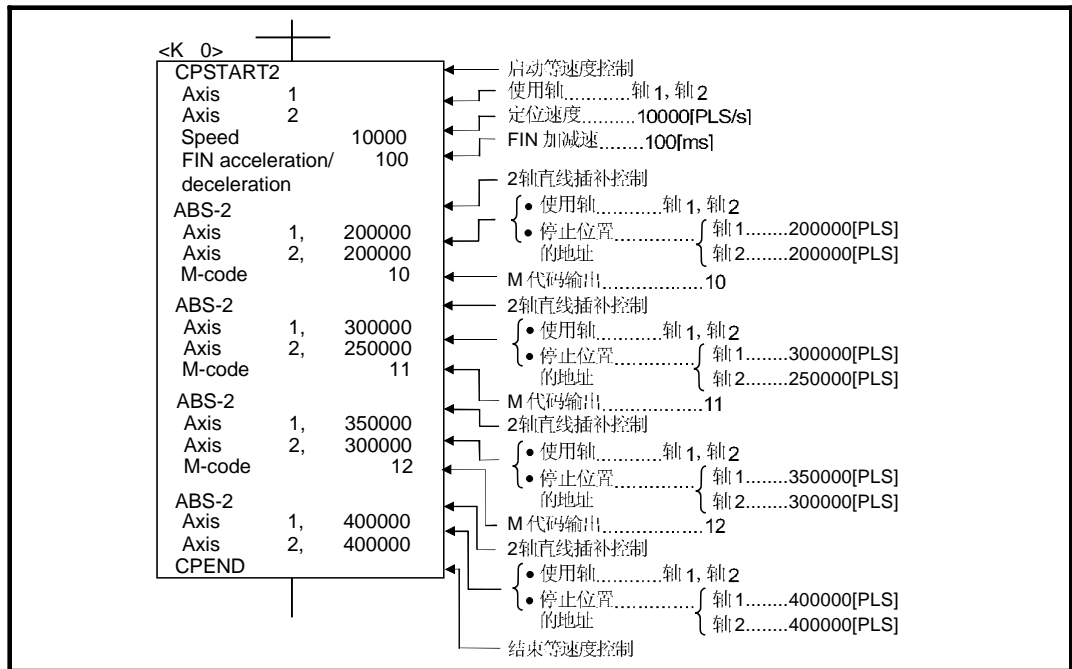 <K 0>
CPSTART2
Axis 1
Axis 2
Speed 10000
FIN acceleration/ 100
deceleration
ABS-2
Axis 1, 200000
Axis 2, 200000
M-code 10
ABS-2
Axis 1, 300000
Axis 2, 250000
M-code 11
ABS-2
Axis 1, 350000
Axis 2, 300000
M-code 12
ABS-2
Axis 1, 400000
Axis 2, 400000
CPEND
启动等速度控制
使用轴............轴 1, 轴 2
定位速度.........10000[PLS/s]
FIN 加减速........100[ms]
2轴直线插补控制
• 使用轴............轴 1, 轴 2
• 停止位置.............. 轴 1........200000[PLS]
的地址 轴 2........200000[PLS]
M 代码输出..................10
2轴直线插补控制
• 使用轴............轴 1, 轴 2
• 停止位置.............. 轴 1........300000[PLS]
的地址 轴 2........250000[PLS]
M 代码输出..................11
2轴直线插补控制
• 使用轴............轴 1, 轴 2
• 停止位置.............. 轴 1........350000[PLS]
的地址 轴 2........300000[PLS]
M 代码输出..................12
2轴直线插补控制
• 使用轴............轴 1, 轴 2
• 停止位置.............. 轴 1........400000[PLS]
的地址 轴 2........400000[PLS]
结束等速度控制